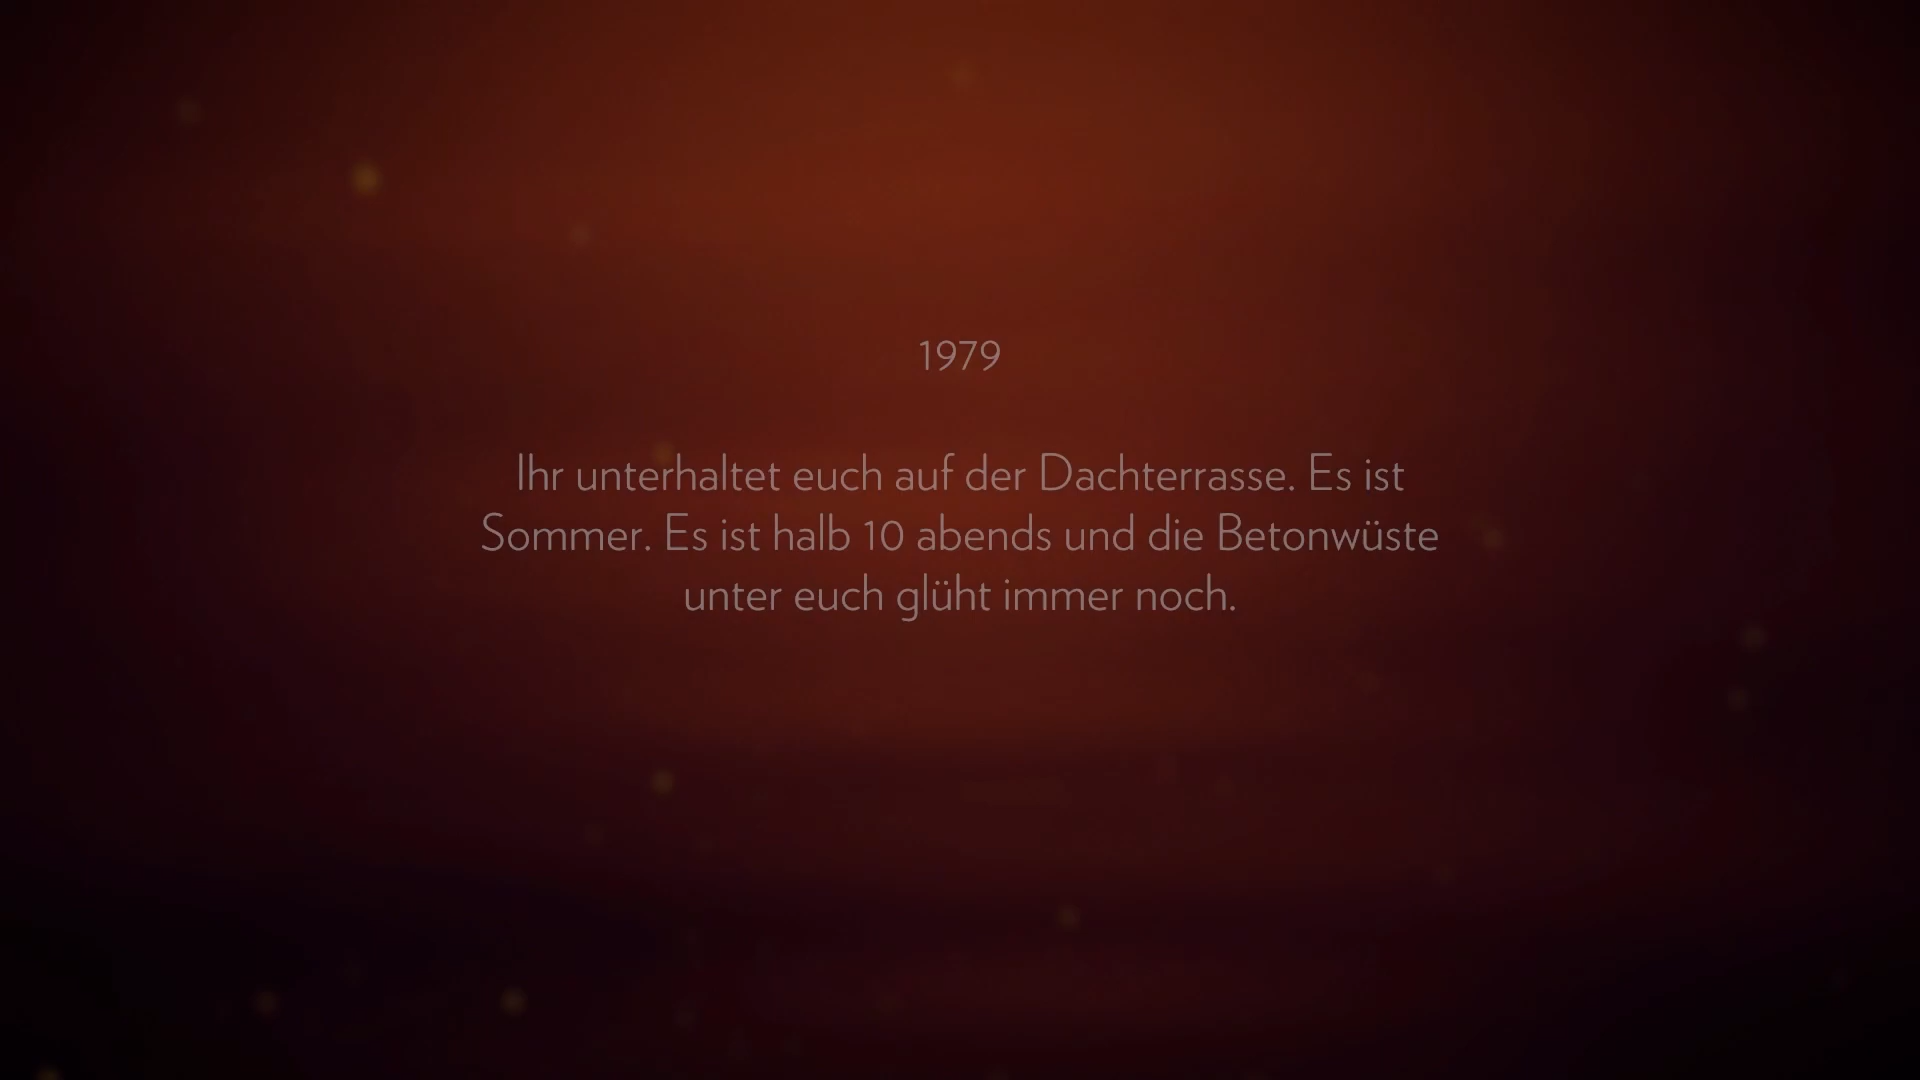 1979
Ihr unterhaltet euch auf der Dachterrasse. Es ist
Sommer. Es ist halb 10 abends und die Betonwüste
unter euch glüht immer noch.